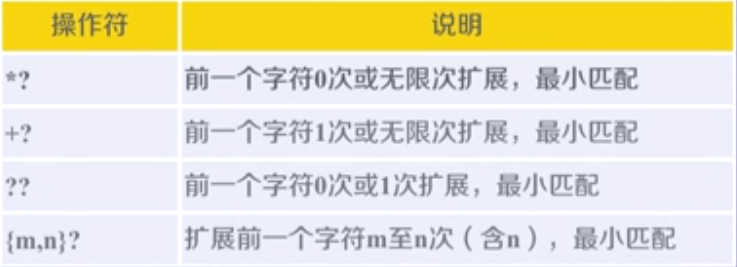 操作符 说明
*? 前一个字符0次或无限次扩展，最小匹配
+? 前一个字符1次或无限次扩展，最小匹配
?? 前一个字符0次或1次扩展，最小匹配
{m,n}? 扩展前一个字符m至n次（含n），最小匹配